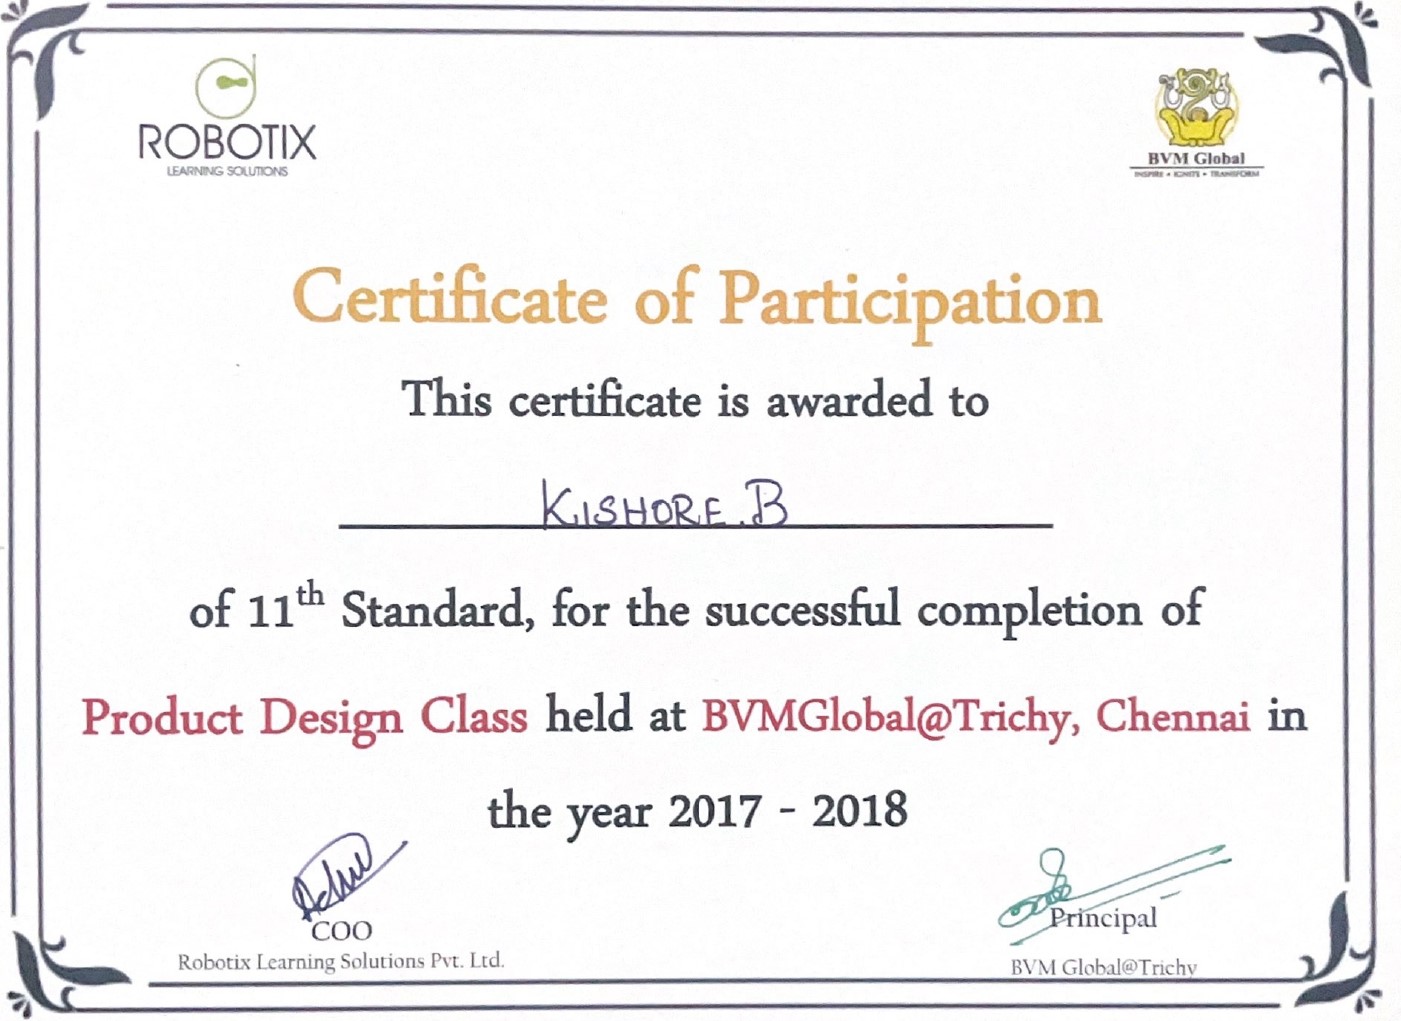 ROBOTIX
LEARNING SOLUTIONS
BVM Global
INSPIRE • IGNITE • TRANSFORM
Certificate of Participation
This certificate is awarded to
KISHORE.B
of 11th Standard, for the successful completion of
Product Design Class held at BVMGlobal@Trichy, Chennai in
the year 2017 - 2018
COO
Robotix Learning Solutions Pvt. Ltd.
Principal
BVM Global@Trichy